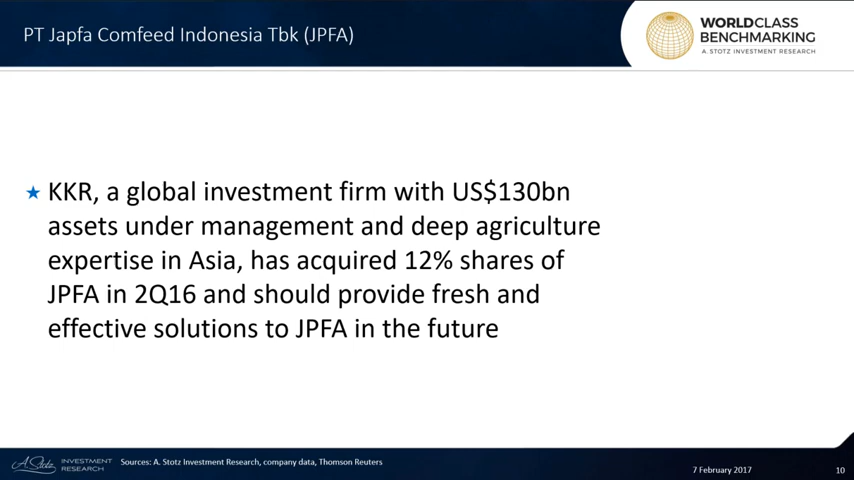 PT Japfa Comfeed Indonesia Tbk (JPFA)
WORLDCLASS
BENCHMARKING
A STOTZ INVESTMENT RESEARCH
KKR, a global investment firm with US$130bn
assets under management and deep agriculture
expertise in Asia, has acquired 12% shares of
JPFA in 2Q16 and should provide fresh and
effective solutions to JPFA in the future
A. Stotz
INVESTMENT
RESEARCH
Sources: A. Stotz Investment Research, company data, Thomson Reuters
7 February 2017
10